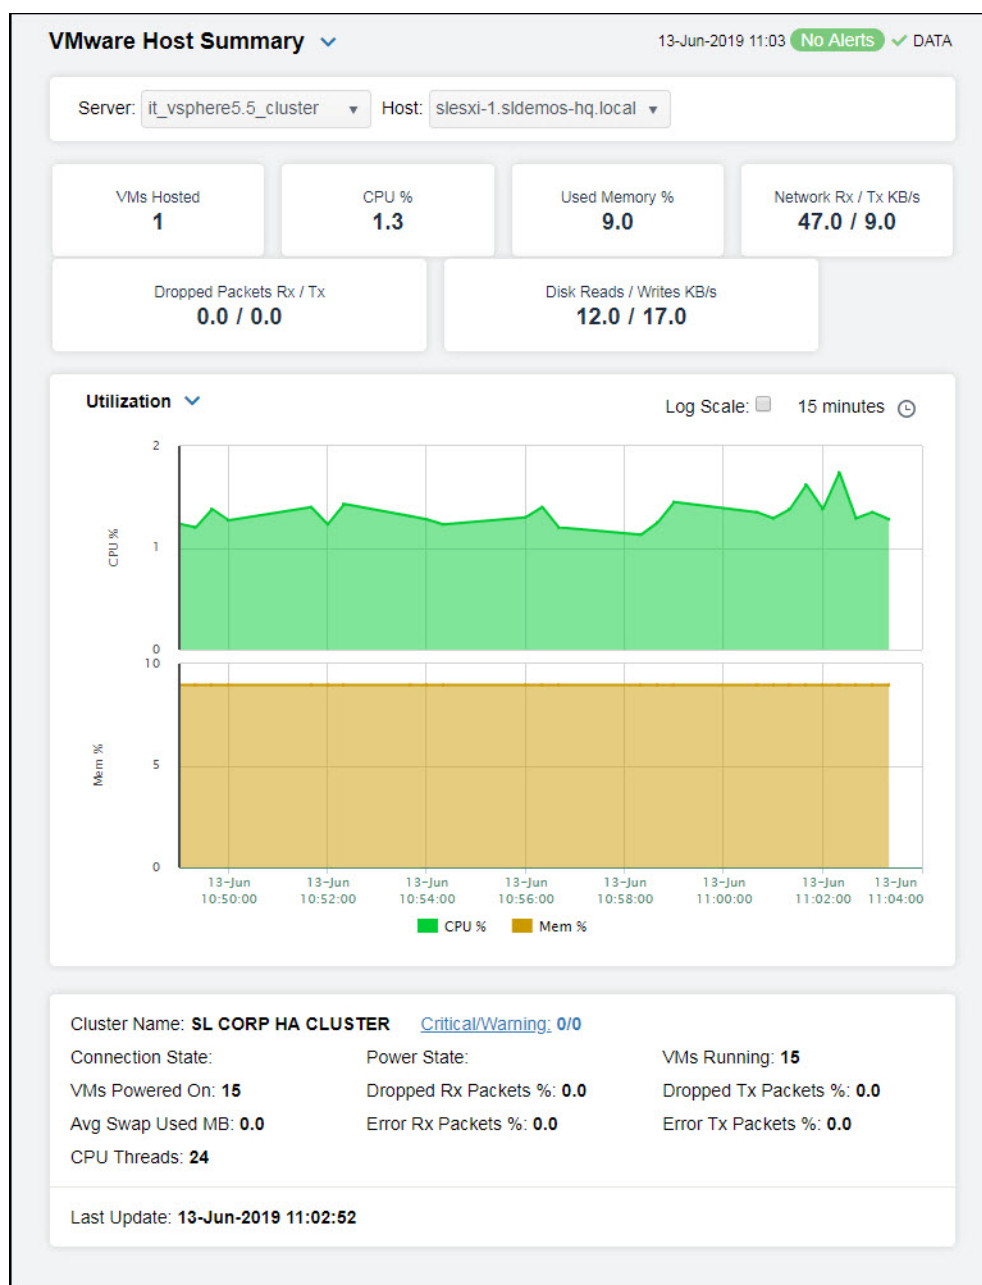 VMware Host Summary
13-Jun-2019 11:03 No Alerts DATA
Server: it_vsphere5.5_cluster Host: slesxi-1.sldemos-hq.local
VMs Hosted
1
CPU %
1.3
Used Memory %
9.0
Network Rx / Tx KB/s
47.0 / 9.0
Dropped Packets Rx / Tx
0.0 / 0.0
Disk Reads / Writes KB/s
12.0 / 17.0
Utilization
Log Scale: 15 minutes
2
1
0
CPU %
10
5
0
Mem %
13-Jun 13-Jun 13-Jun 13-Jun 13-Jun 13-Jun 13-Jun 13-Jun
10:50:00 10:52:00 10:54:00 10:56:00 10:58:00 11:00:00 11:02:00 11:04:00
CPU % Mem %
Cluster Name: SL CORP HA CLUSTER Critical/Warning: 0/0
Connection State: Power State: VMs Running: 15
VMs Powered On: 15 Dropped Rx Packets %: 0.0 Dropped Tx Packets %: 0.0
Avg Swap Used MB: 0.0 Error Rx Packets %: 0.0 Error Tx Packets %: 0.0
CPU Threads: 24
Last Update: 13-Jun-2019 11:02:52